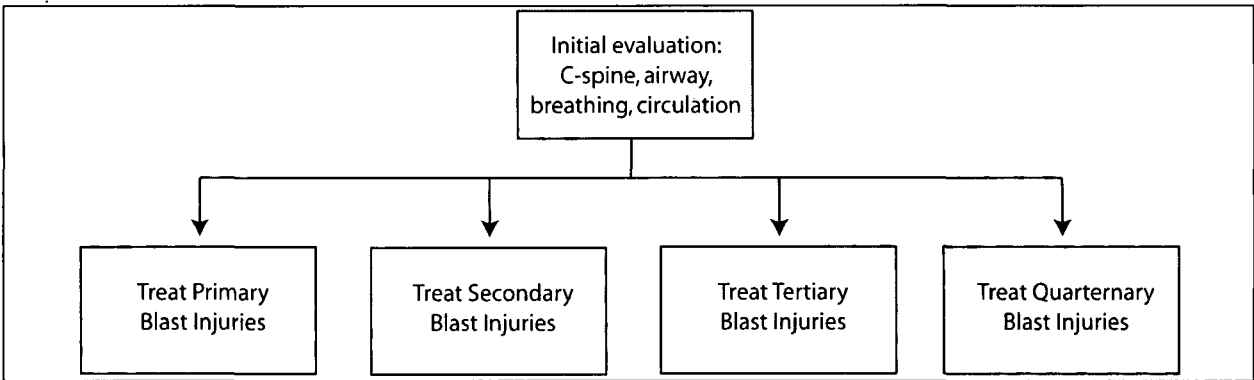 Initial evaluation:
C-spine, airway,
breathing, circulation
Treat Primary
Blast Injuries
Treat Secondary
Blast Injuries
Treat Tertiary
Blast Injuries
Treat Quarternary
Blast Injuries